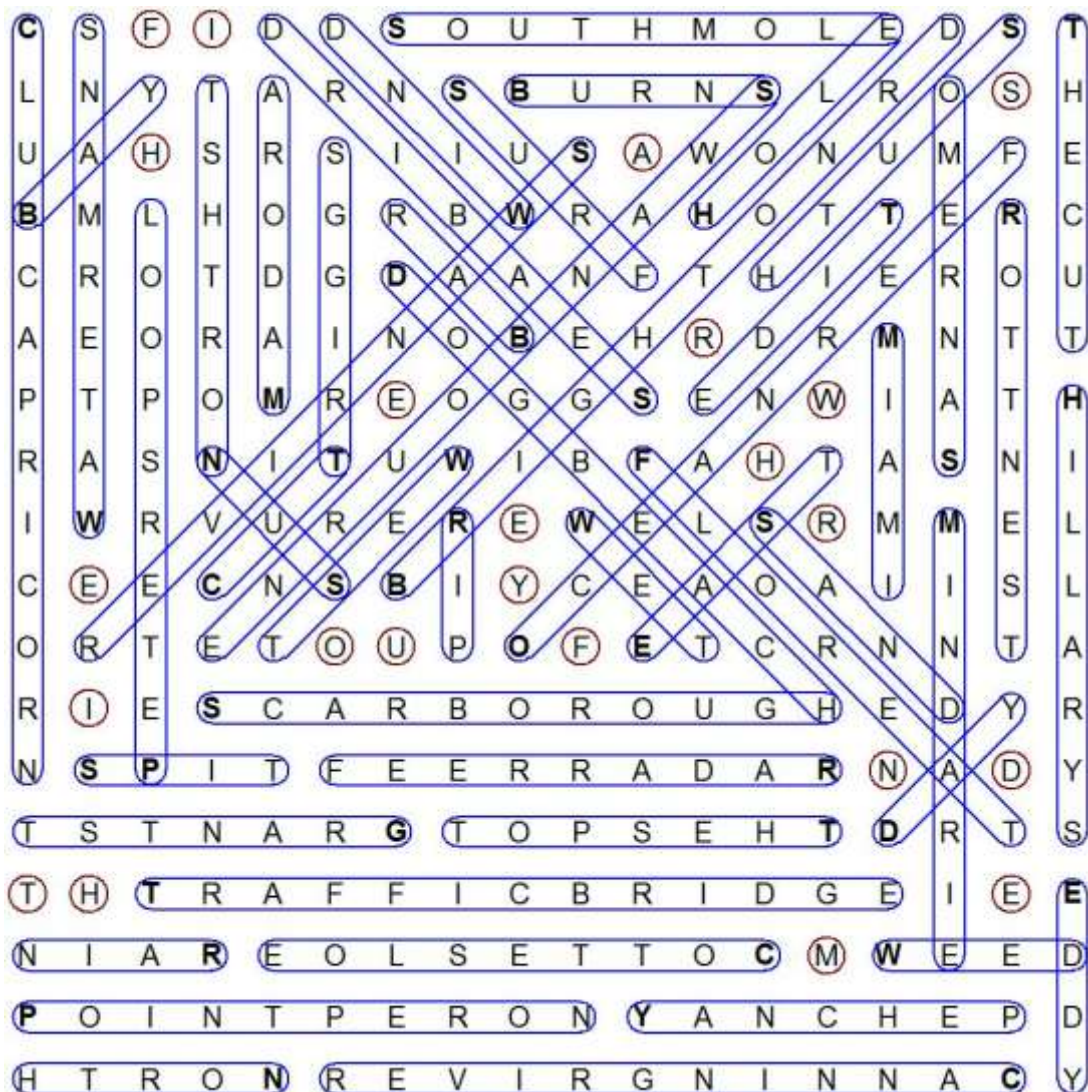 C S F I D D S O U T H M O L E D S T
L N Y T A R N S B U R N S L R O S H
U A H S R S I I U S A W O N U M F E
B M L H O G R B W R A H O T T E R C
C R O T D G D A A N F T H I E R O U
A E O R A I N O B E H R D R M N T T
P T P O M R E O G G S E N W I A T H
R A S N I T U W I B F A H T A S N I
I W R V U R E R E W E L S R M M E L
C E E C N S B I Y C E A O A I I S L
O R T E T O U P O F E T C R N N T A
R I E S C A R B O R O U G H E D Y R
N S P I T F E E R R A D A R N A D Y
T S T N A R G T O P S E H T D R T S
T H T R A F F I C B R I D G E I E E
N I A R E O L S E T T O C M W E E D
P O I N T P E R O N Y A N C H E P D
H T R O N R E V I R G N I N N A C Y